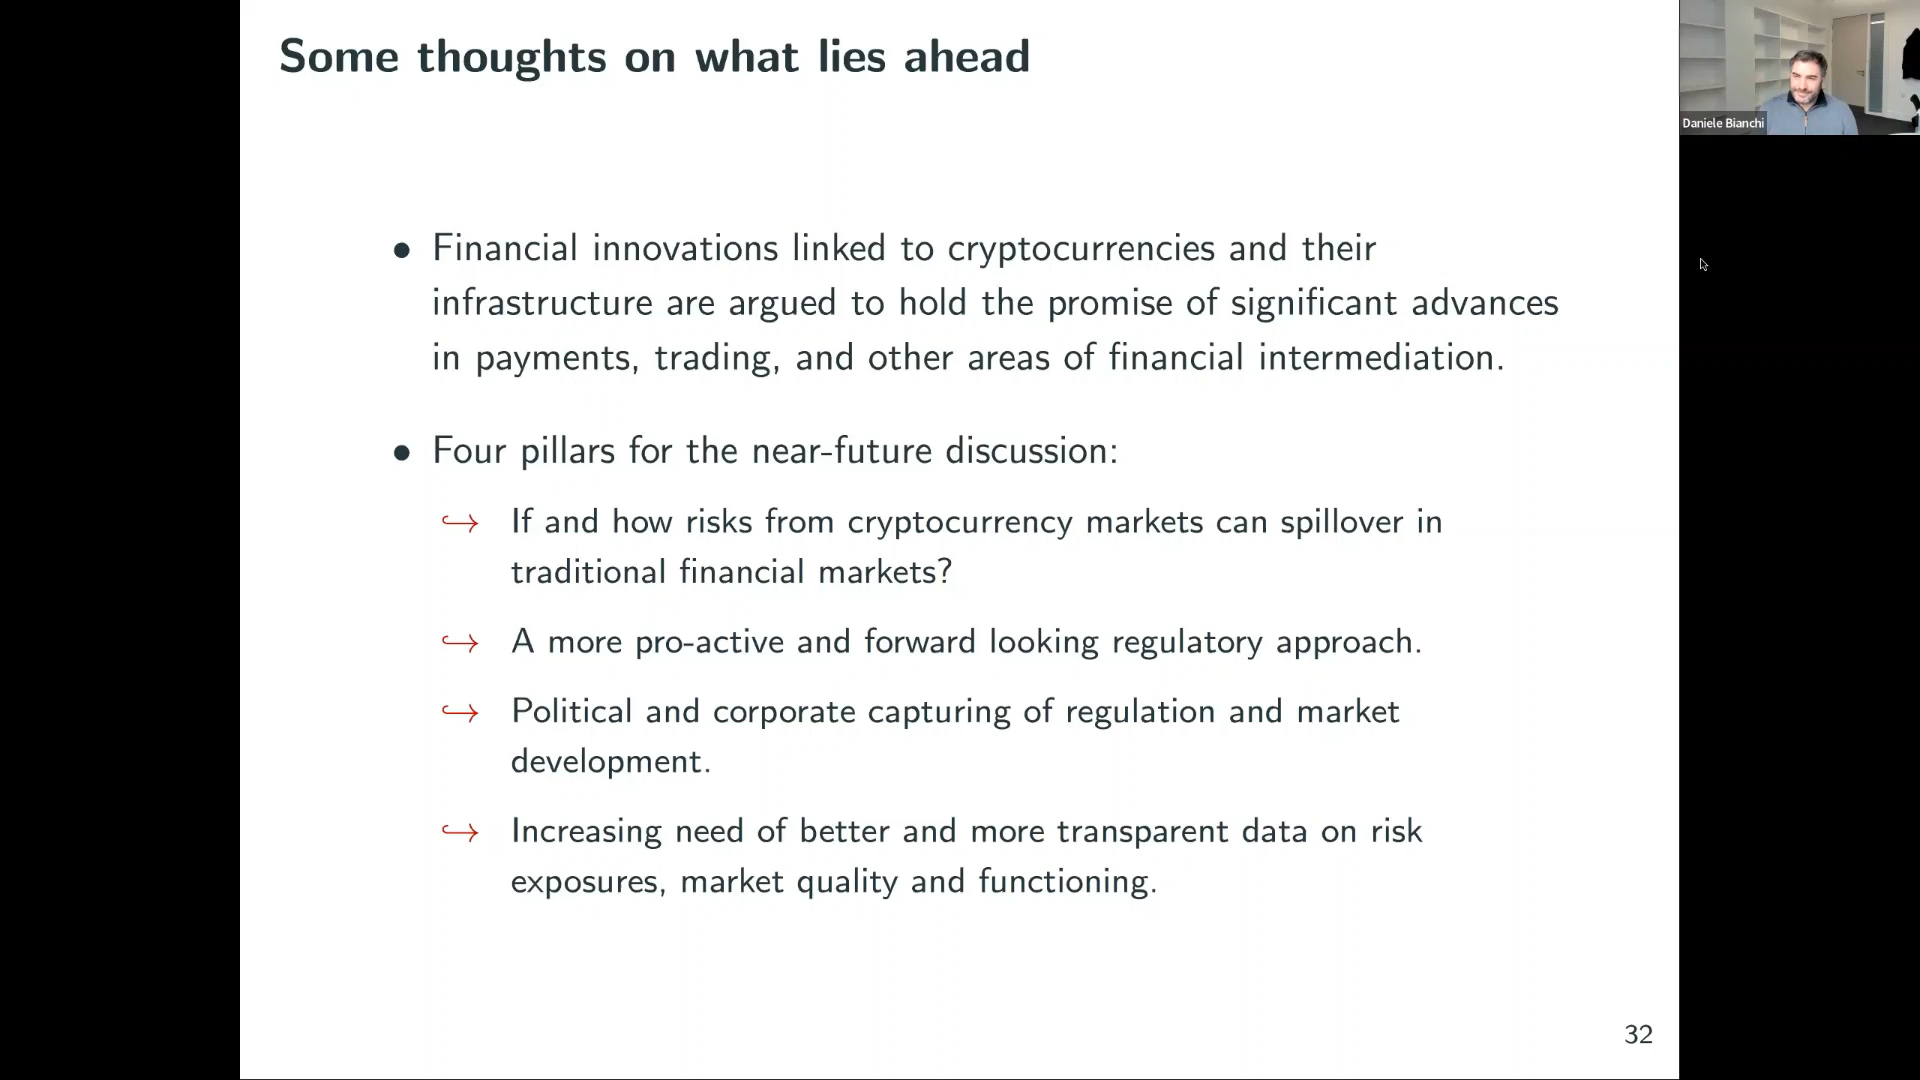 Some thoughts on what lies ahead
Daniele Bianchi
• Financial innovations linked to cryptocurrencies and their
infrastructure are argued to hold the promise of significant advances
in payments, trading, and other areas of financial intermediation.
• Four pillars for the near-future discussion:
↪ If and how risks from cryptocurrency markets can spillover in
traditional financial markets?
↪ A more pro-active and forward looking regulatory approach.
↪ Political and corporate capturing of regulation and market
development.
↪ Increasing need of better and more transparent data on risk
exposures, market quality and functioning.
32